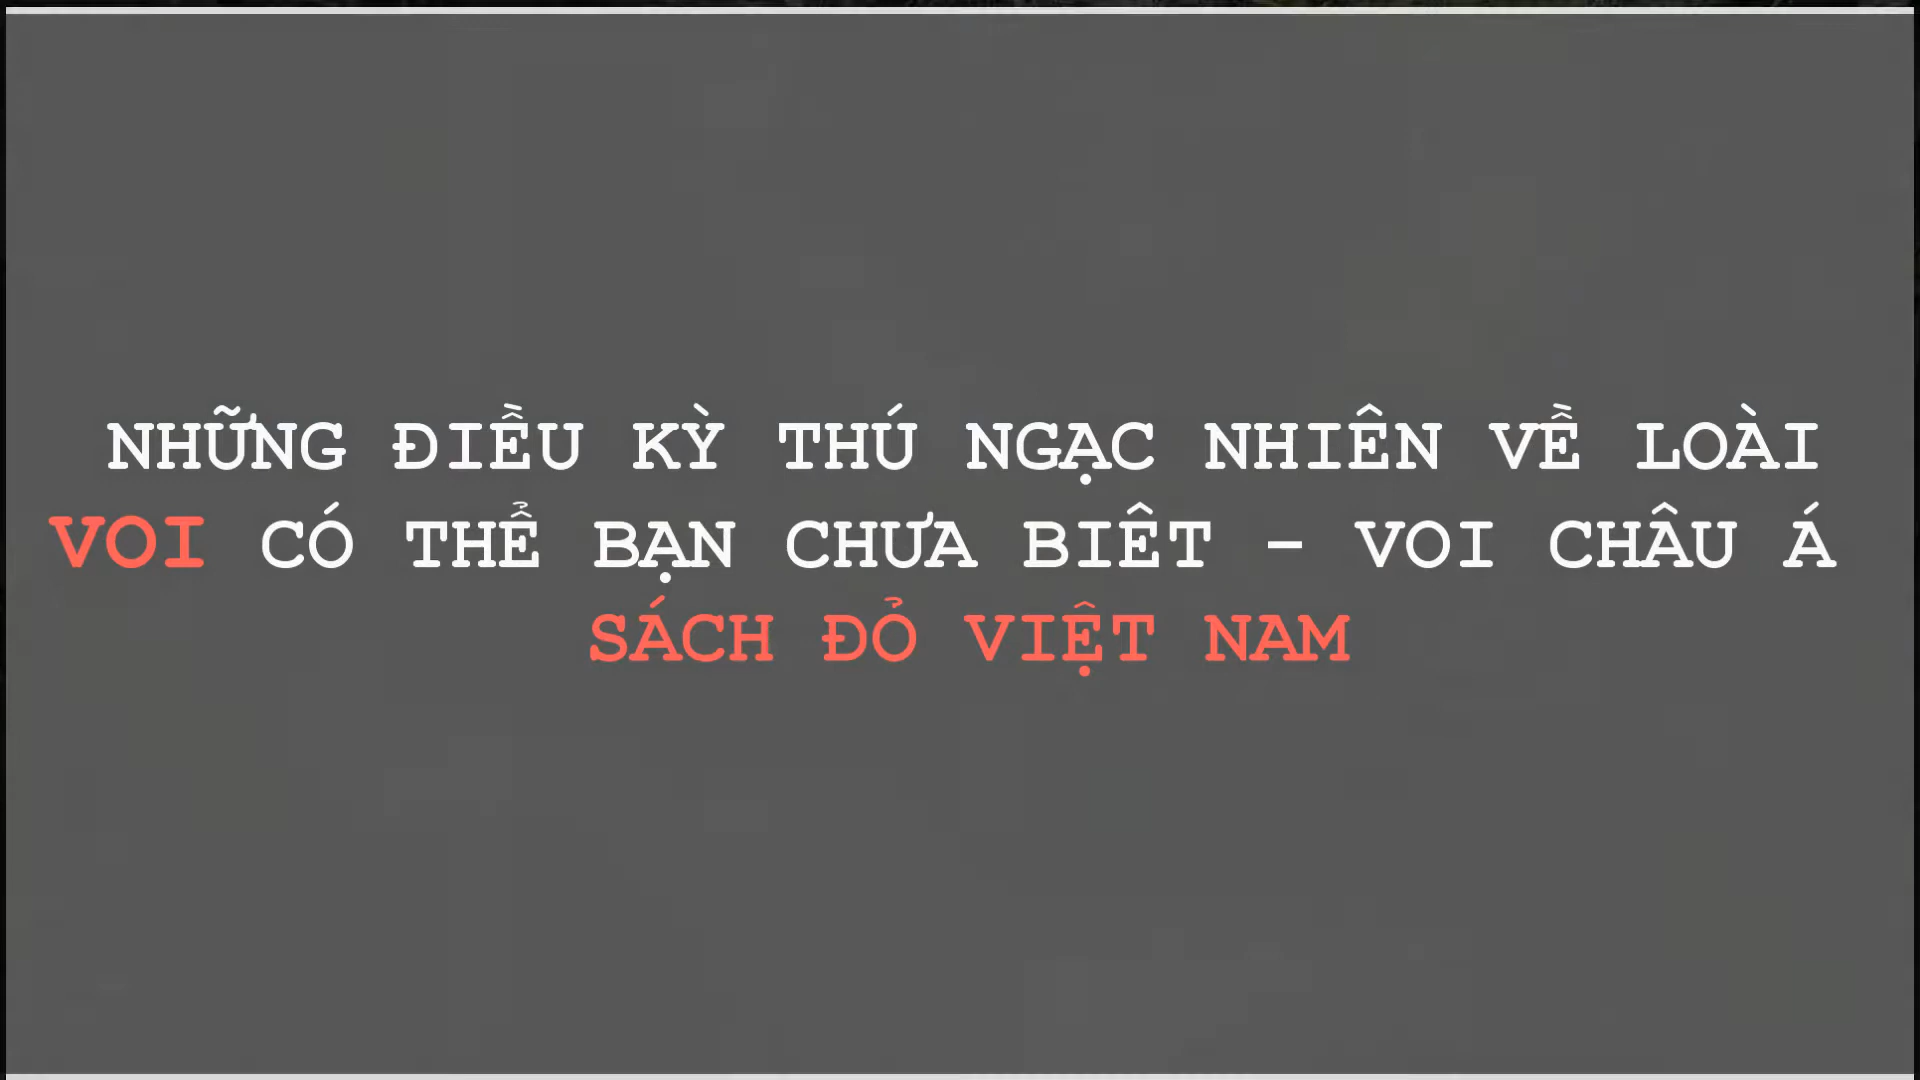 NHỮNG ĐIỀU KỲ THÚ NGẠC NHIÊN VỀ LOÀI
VOI CÓ THỂ BẠN CHƯA BIÊT - VOI CHÂU Á
SÁCH ĐỎ VIỆT NAM